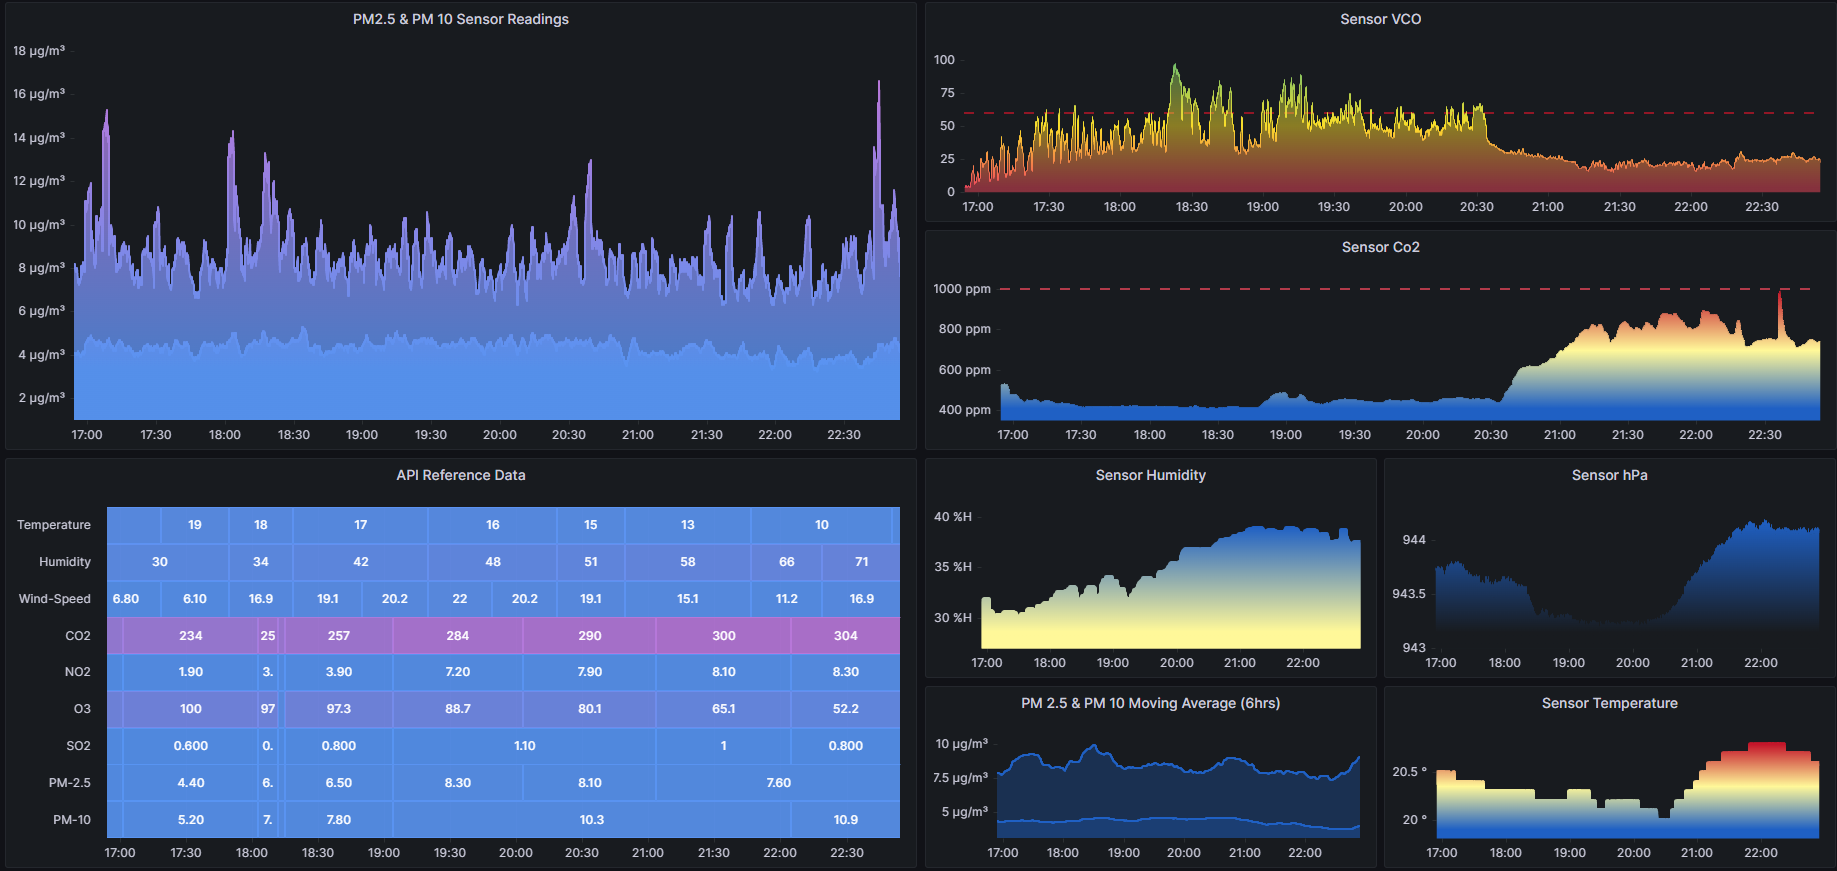 PM2.5 & PM 10 Sensor Readings
18 µg/m³
16 µg/m³
14 µg/m³
12 µg/m³
10 µg/m³
8 µg/m³
6 µg/m³
4 µg/m³
2 µg/m³
17:00 17:30 18:00 18:30 19:00 19:30 20:00 20:30 21:00 21:30 22:00 22:30
Sensor VCO
100
75
50
25
0
17:00 17:30 18:00 18:30 19:00 19:30 20:00 20:30 21:00 21:30 22:00 22:30
Sensor Co2
1000 ppm
800 ppm
600 ppm
400 ppm
17:00 17:30 18:00 18:30 19:00 19:30 20:00 20:30 21:00 21:30 22:00 22:30
API Reference Data
Temperature 19 18 17 16 15 13 10
Humidity 30 34 42 48 51 58 66 71
Wind-Speed 6.80 6.10 16.9 19.1 20.2 22 20.2 19.1 15.1 11.2 16.9
CO2 234 25 257 284 290 300 304
NO2 1.90 3. 3.90 7.20 7.90 8.10 8.30
O3 100 97 97.3 88.7 80.1 65.1 52.2
SO2 0.600 0. 0.800 1.10 1 0.800
PM-2.5 4.40 6. 6.50 8.30 8.10 7.60
PM-10 5.20 7. 7.80 10.3 10.9
17:00 17:30 18:00 18:30 19:00 19:30 20:00 20:30 21:00 21:30 22:00 22:30
Sensor Humidity
40 %H
35 %H
30 %H
17:00 18:00 19:00 20:00 21:00 22:00
Sensor hPa
944
943.5
943
17:00 18:00 19:00 20:00 21:00 22:00
PM 2.5 & PM 10 Moving Average (6hrs)
10 µg/m³
7.5 µg/m³
5 µg/m³
17:00 18:00 19:00 20:00 21:00 22:00
Sensor Temperature
20.5 °
20 °
17:00 18:00 19:00 20:00 21:00 22:00